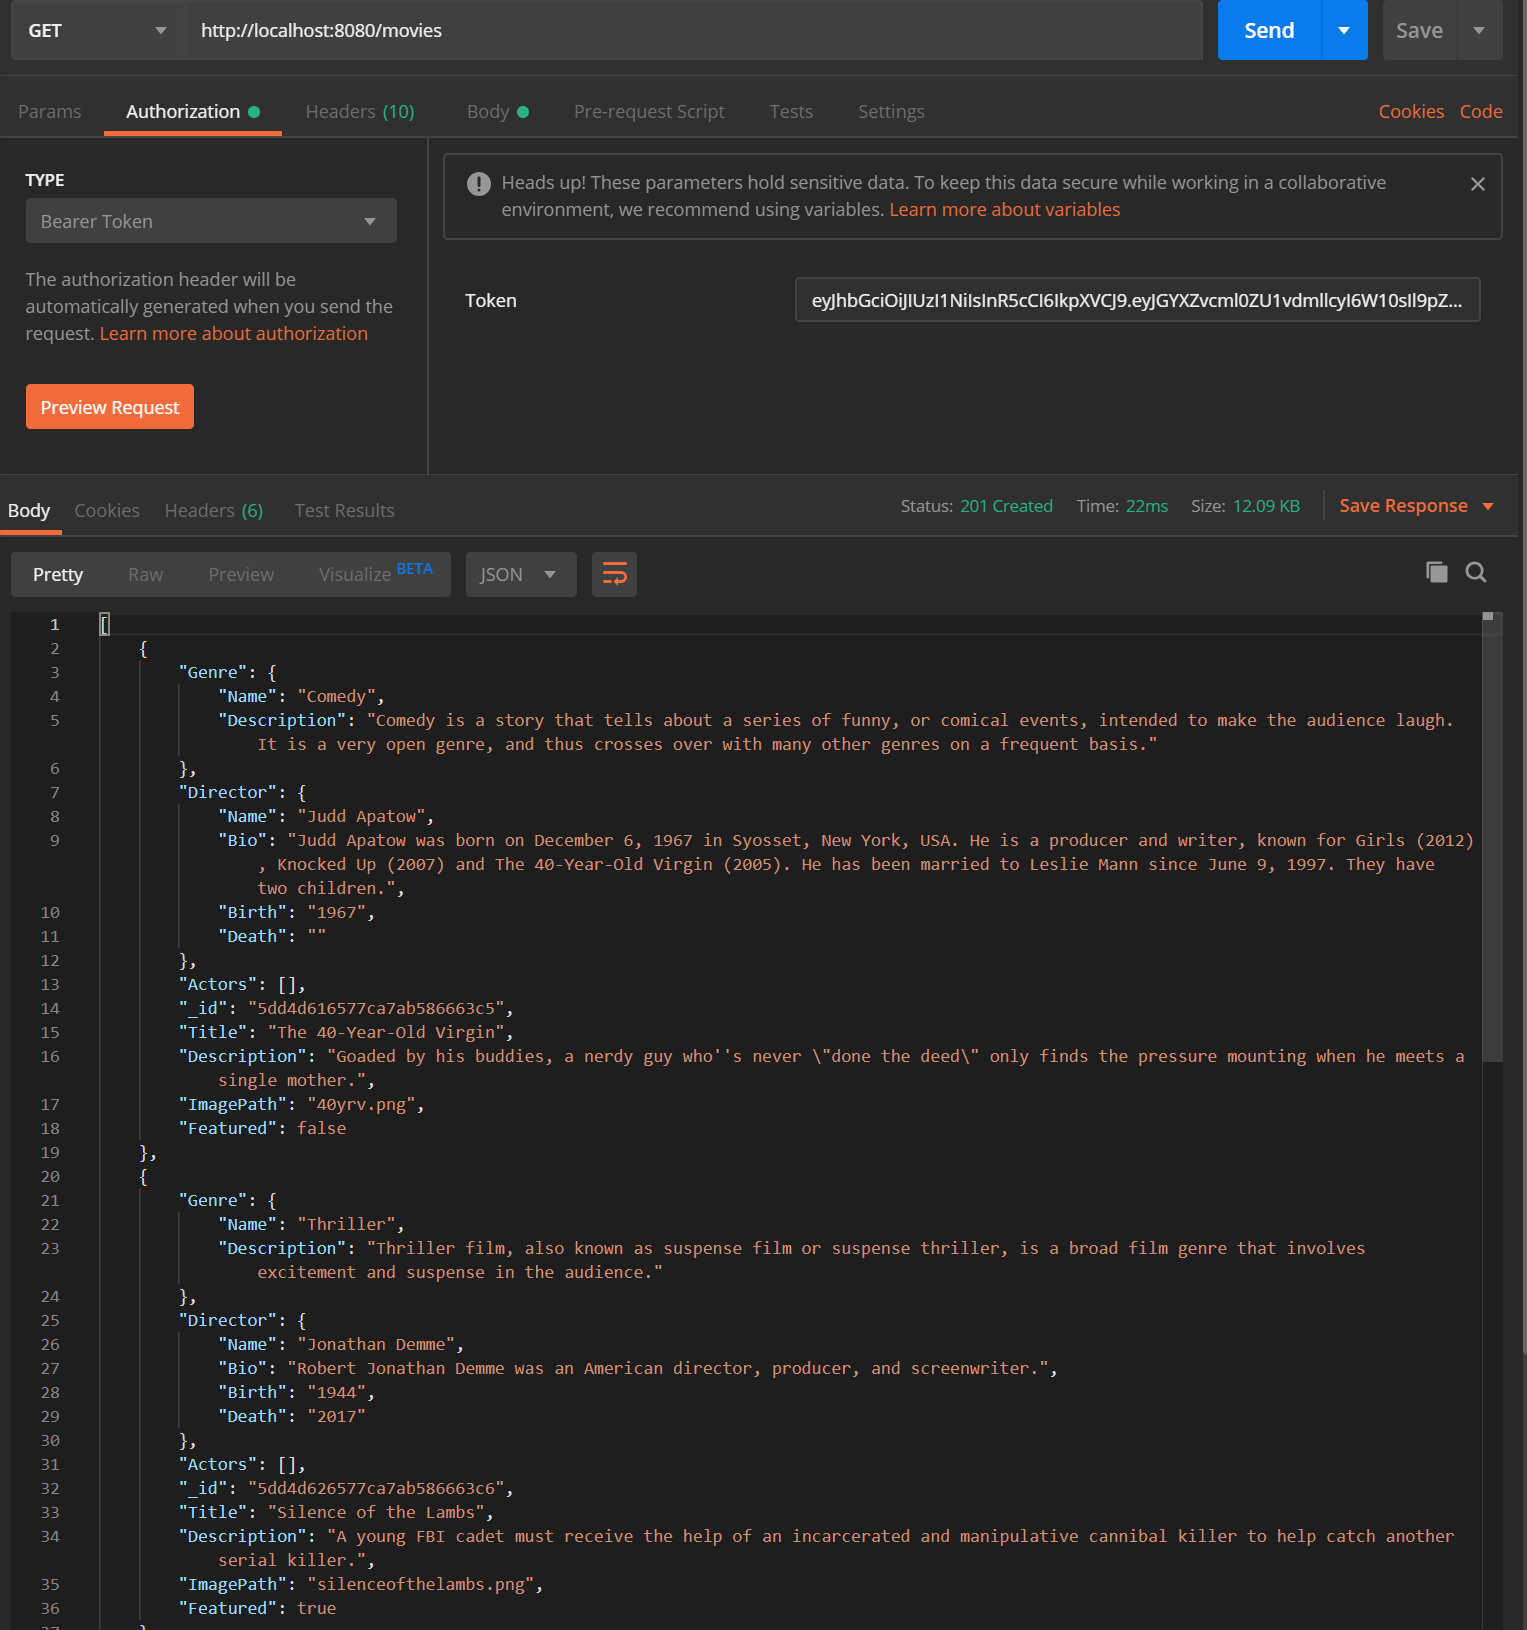 GET http://localhost:8080/movies Send Save
Params Authorization Headers (10) Body Pre-request Script Tests Settings Cookies Code
TYPE
Bearer Token
The authorization header will be
automatically generated when you send the
request. Learn more about authorization
Preview Request
Heads up! These parameters hold sensitive data. To keep this data secure while working in a collaborative
environment, we recommend using variables. Learn more about variables
Token eyJhbGciOiJIUzI1NiIsInR5cCI6IkpXVCJ9.eyJGYXZvcml0ZU1vdmllcyI6W10sIl9pZ...
Body Cookies Headers (6) Test Results Status: 201 Created Time: 22ms Size: 12.09 KB Save Response
Pretty Raw Preview Visualize BETA JSON
1 [
2 {
3 "Genre": {
4 "Name": "Comedy",
5 "Description": "Comedy is a story that tells about a series of funny, or comical events, intended to make the audience laugh.
It is a very open genre, and thus crosses over with many other genres on a frequent basis."
6 },
7 "Director": {
8 "Name": "Judd Apatow",
9 "Bio": "Judd Apatow was born on December 6, 1967 in Syosset, New York, USA. He is a producer and writer, known for Girls (2012)
, Knocked Up (2007) and The 40-Year-Old Virgin (2005). He has been married to Leslie Mann since June 9, 1997. They have
two children.",
10 "Birth": "1967",
11 "Death": ""
12 },
13 "Actors": [],
14 "_id": "5dd4d616577ca7ab586663c5",
15 "Title": "The 40-Year-Old Virgin",
16 "Description": "Goaded by his buddies, a nerdy guy who''s never \"done the deed\" only finds the pressure mounting when he meets a
single mother.",
17 "ImagePath": "40yrv.png",
18 "Featured": false
19 },
20 {
21 "Genre": {
22 "Name": "Thriller",
23 "Description": "Thriller film, also known as suspense film or suspense thriller, is a broad film genre that involves
excitement and suspense in the audience."
24 },
25 "Director": {
26 "Name": "Jonathan Demme",
27 "Bio": "Robert Jonathan Demme was an American director, producer, and screenwriter.",
28 "Birth": "1944",
29 "Death": "2017"
30 },
31 "Actors": [],
32 "_id": "5dd4d626577ca7ab586663c6",
33 "Title": "Silence of the Lambs",
34 "Description": "A young FBI cadet must receive the help of an incarcerated and manipulative cannibal killer to help catch another
serial killer.",
35 "ImagePath": "silenceofthelambs.png",
36 "Featured": true